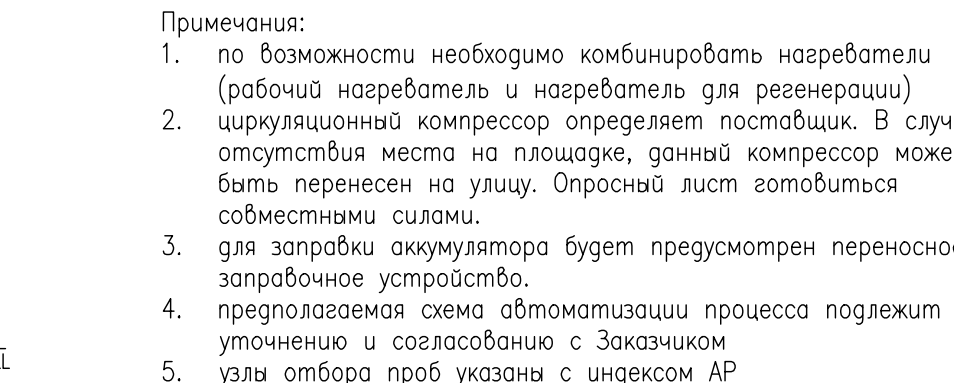 Примечания:
1. по возможности необходимо комбинировать нагреватели
(рабочий нагреватель и нагреватель для регенерации)
2. циркуляционный компрессор определяет поставщик. В случ
отсутствия места на площадке, данный компрессор може
быть перенесен на улицу. Опросный лист готовиться
совместными силами.
3. для заправки аккумулятора будет предусмотрен переносно
заправочное устройство.
4. предполагаемая схема автоматизации процесса подлежит
уточнению и согласованию с Заказчиком
5. узлы отбора проб указаны с индексом АР